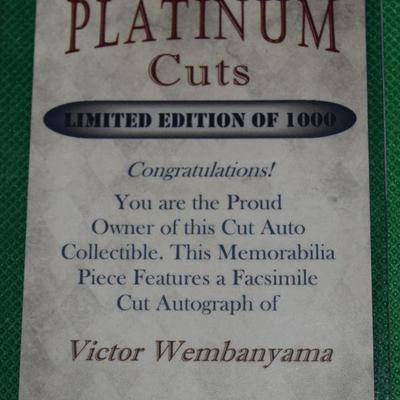 PLATINUM
Cuts
LIMITED EDITION OF 1000
Congratulations!
You are the Proud
Owner of this Cut Auto
Collectible. This Memorabilia
Piece Features a Facsimile
Cut Autograph of
Victor Wembanyama